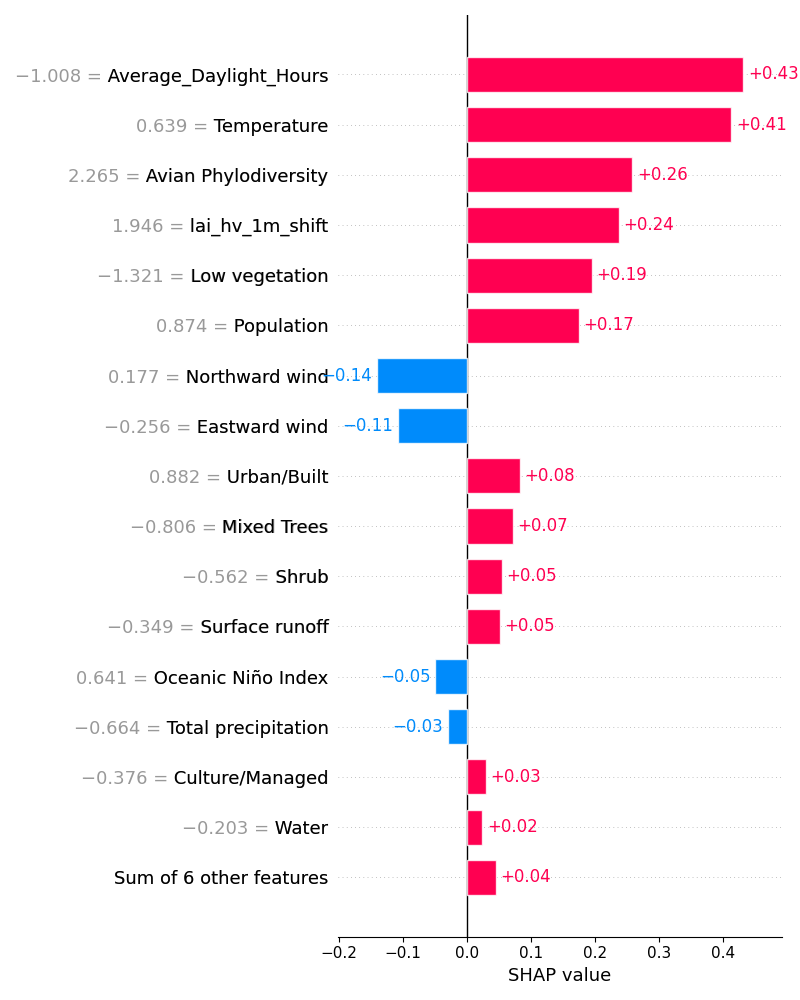 −1.008 = Average_Daylight_Hours +0.43
0.639 = Temperature +0.41
2.265 = Avian Phylodiversity +0.26
1.946 = lai_hv_1m_shift +0.24
−1.321 = Low vegetation +0.19
0.874 = Population +0.17
0.177 = Northward wind −0.14
−0.256 = Eastward wind −0.11
0.882 = Urban/Built +0.08
−0.806 = Mixed Trees +0.07
−0.562 = Shrub +0.05
−0.349 = Surface runoff +0.05
0.641 = Oceanic Niño Index −0.05
−0.664 = Total precipitation −0.03
−0.376 = Culture/Managed +0.03
−0.203 = Water +0.02
Sum of 6 other features +0.04
−0.2 −0.1 0.0 0.1 0.2 0.3 0.4
SHAP value